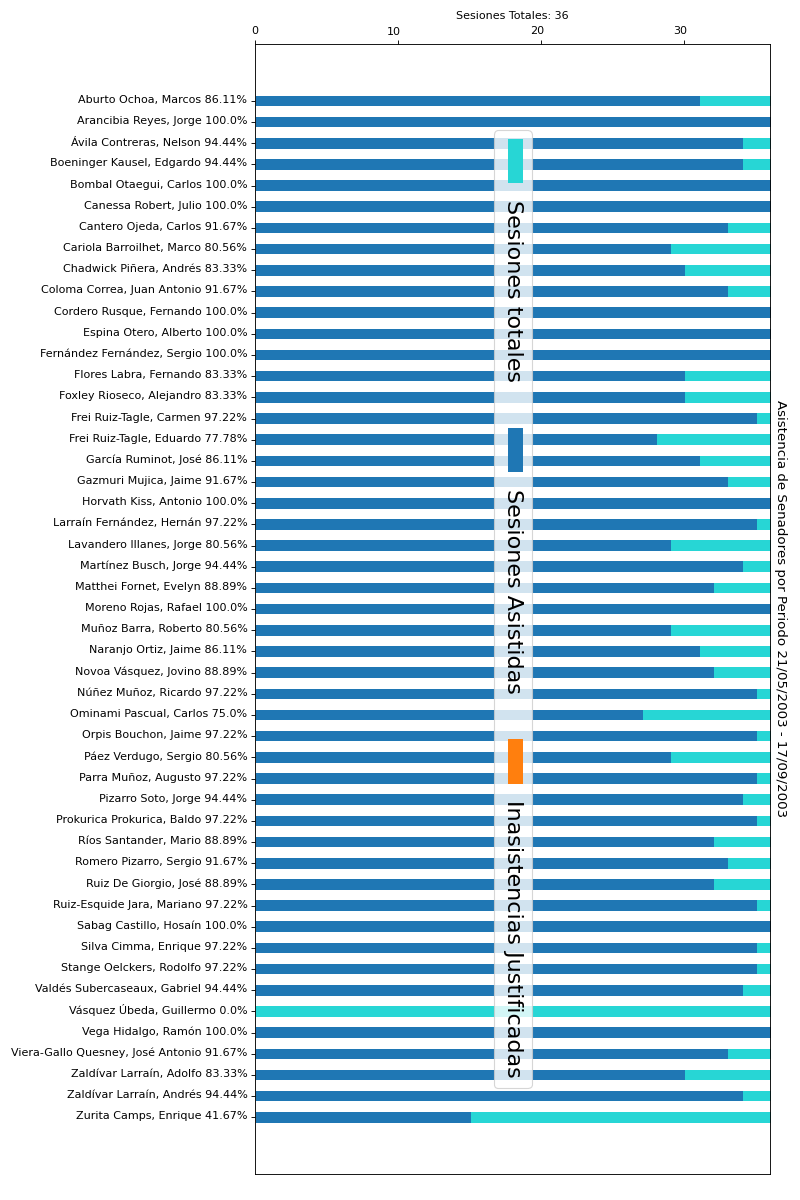 Sesiones Totales: 36
0 10 20 30
Aburto Ochoa, Marcos 86.11%
Arancibia Reyes, Jorge 100.0%
Ávila Contreras, Nelson 94.44%
Boeninger Kausel, Edgardo 94.44%
Bombal Otaegui, Carlos 100.0%
Canessa Robert, Julio 100.0%
Cantero Ojeda, Carlos 91.67%
Cariola Barroilhet, Marco 80.56%
Chadwick Piñera, Andrés 83.33%
Coloma Correa, Juan Antonio 91.67%
Cordero Rusque, Fernando 100.0%
Espina Otero, Alberto 100.0%
Fernández Fernández, Sergio 100.0%
Flores Labra, Fernando 83.33%
Foxley Rioseco, Alejandro 83.33%
Frei Ruiz-Tagle, Carmen 97.22%
Frei Ruiz-Tagle, Eduardo 77.78%
García Ruminot, José 86.11%
Gazmuri Mujica, Jaime 91.67%
Horvath Kiss, Antonio 100.0%
Larraín Fernández, Hernán 97.22%
Lavandero Illanes, Jorge 80.56%
Martínez Busch, Jorge 94.44%
Matthei Fornet, Evelyn 88.89%
Moreno Rojas, Rafael 100.0%
Muñoz Barra, Roberto 80.56%
Naranjo Ortiz, Jaime 86.11%
Novoa Vásquez, Jovino 88.89%
Núñez Muñoz, Ricardo 97.22%
Ominami Pascual, Carlos 75.0%
Orpis Bouchon, Jaime 97.22%
Páez Verdugo, Sergio 80.56%
Parra Muñoz, Augusto 97.22%
Pizarro Soto, Jorge 94.44%
Prokurica Prokurica, Baldo 97.22%
Ríos Santander, Mario 88.89%
Romero Pizarro, Sergio 91.67%
Ruiz De Giorgio, José 88.89%
Ruiz-Esquide Jara, Mariano 97.22%
Sabag Castillo, Hosaín 100.0%
Silva Cimma, Enrique 97.22%
Stange Oelckers, Rodolfo 97.22%
Valdés Subercaseaux, Gabriel 94.44%
Vásquez Úbeda, Guillermo 0.0%
Vega Hidalgo, Ramón 100.0%
Viera-Gallo Quesney, José Antonio 91.67%
Zaldívar Larraín, Adolfo 83.33%
Zaldívar Larraín, Andrés 94.44%
Zurita Camps, Enrique 41.67%
Sesiones totales
Sesiones Asistidas
Inasistencias Justificadas
Asistencia de Senadores por Periodo 21/05/2003 - 17/09/2003